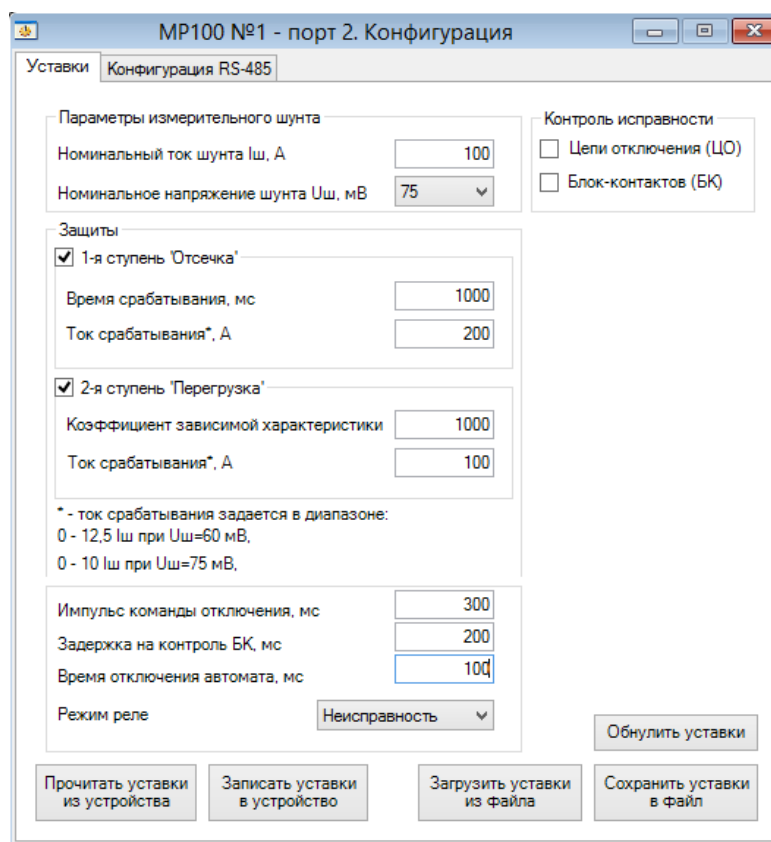 МР100 №1 - порт 2. Конфигурация
Уставки
Конфигурация RS-485
Параметры измерительного шунта
Номинальный ток шунта Iш, А
100
Номинальное напряжение шунта Uш, мВ
75
Контроль исправности
Цепи отключения (ЦО)
Блок-контактов (БК)
Защиты
1-я ступень 'Отсечка'
Время срабатывания, мс
1000
Ток срабатывания*, А
200
2-я ступень 'Перегрузка'
Коэффициент зависимой характеристики
1000
Ток срабатывания*, А
100
* - ток срабатывания задается в диапазоне:
0 - 12,5 Iш при Uш=60 мВ,
0 - 10 Iш при Uш=75 мВ,
Импульс команды отключения, мс
300
Задержка на контроль БК, мс
200
Время отключения автомата, мс
100
Режим реле
Неисправность
Обнулить уставки
Прочитать уставки
из устройства
Записать уставки
в устройство
Загрузить уставки
из файла
Сохранить уставки
в файл